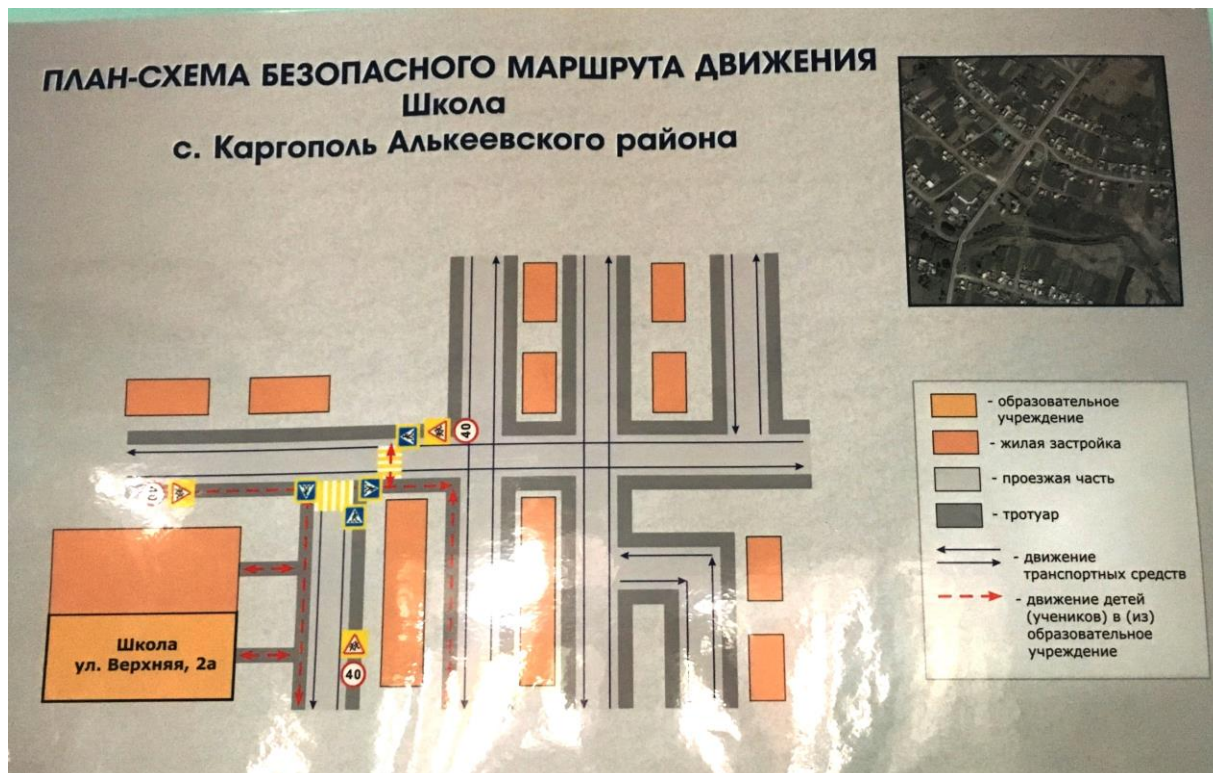 ПЛАН-СХЕМА БЕЗОПАСНОГО МАРШРУТА ДВИЖЕНИЯ
Школа
с. Каргополь Алькеевского района
40
40
Школа
ул. Верхняя, 2а
40
- образовательное
учреждение
- жилая застройка
- проезжая часть
- тротуар
- движение
транспортных средств
- движение детей
(учеников) в (из)
образовательное
учреждение